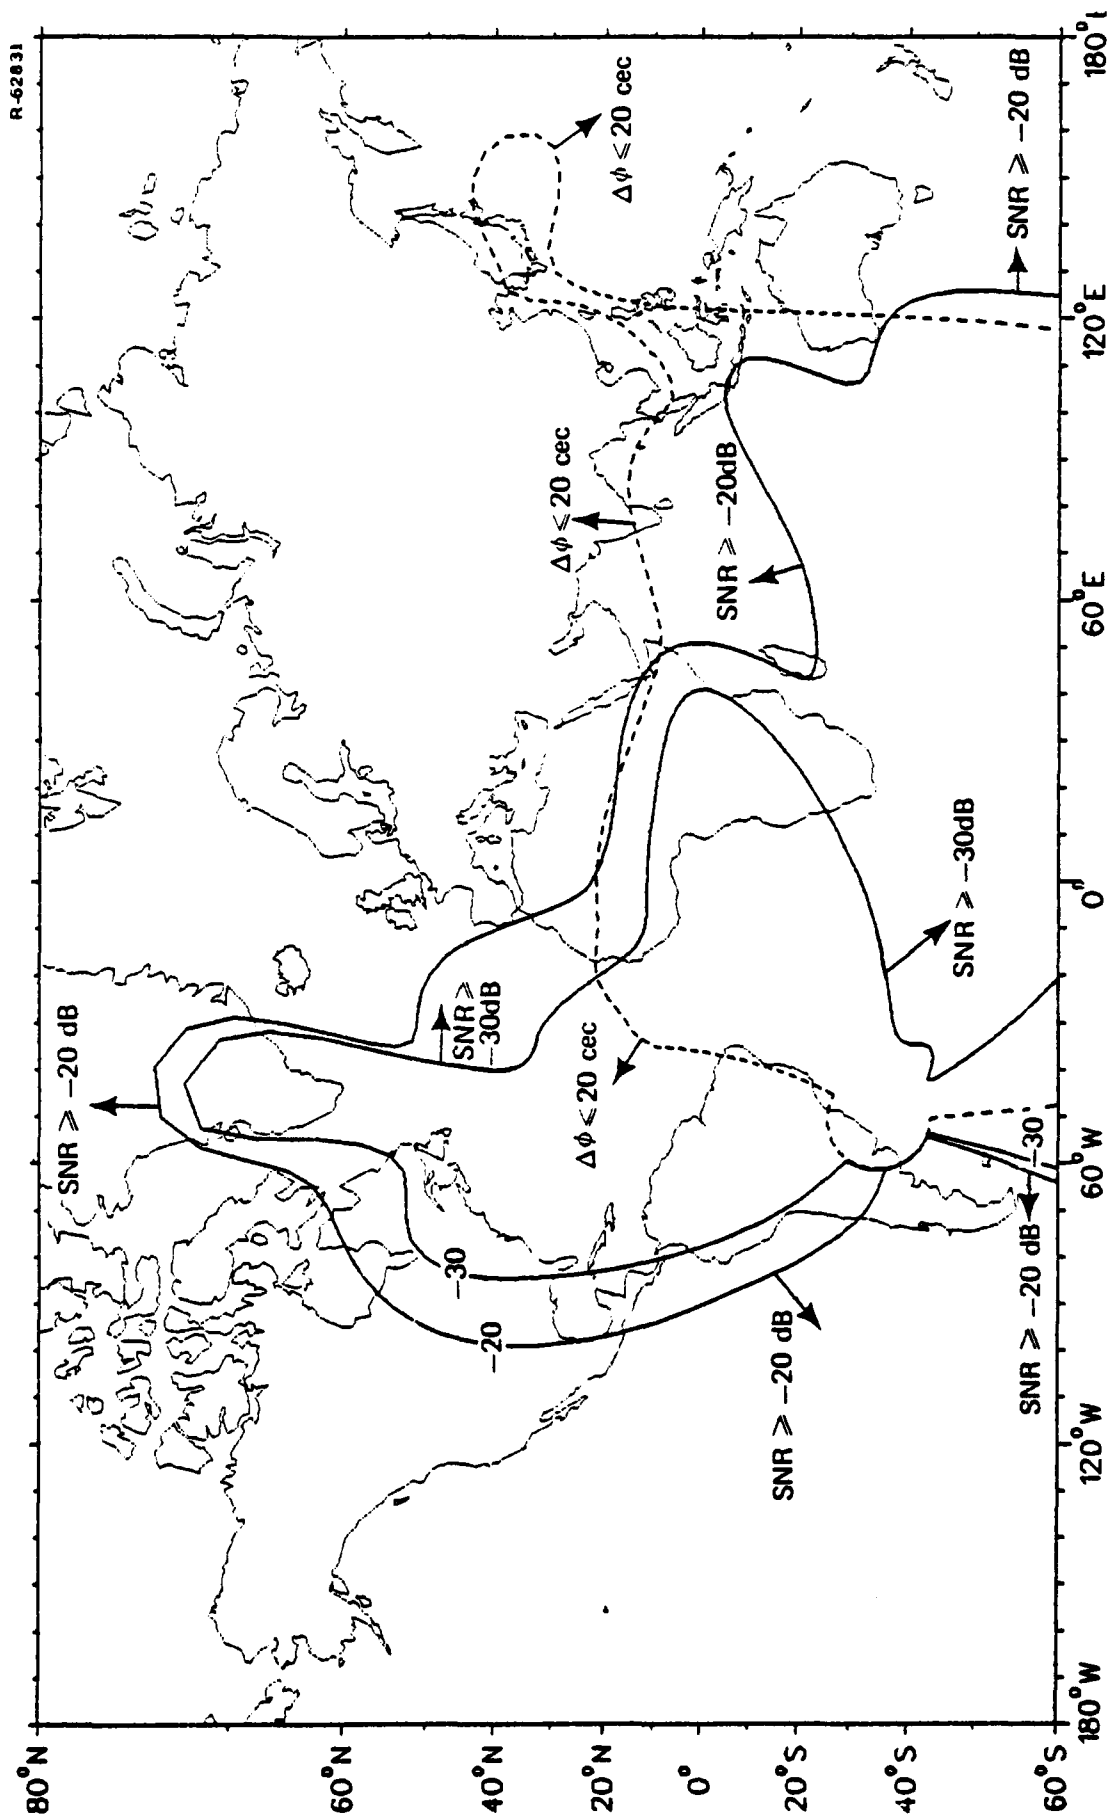 R-62831
SNR ⩾ −20 dB
SNR ⩾
−30dB
Δϕ ⩽ 20 cec
Δϕ ⩽ 20 cec
Δϕ ⩽ 20 cec
SNR ⩾ −20dB
−30
−20
SNR ⩾ −20 dB
SNR ⩾ −30dB
SNR ⩾ −20 dB
−30
SNR ⩾ −20 dB
80°N
60°N
40°N
20°N
0°
20°S
40°S
60°S
180°W
120°W
60°W
0°
60°E
120°E
180°E